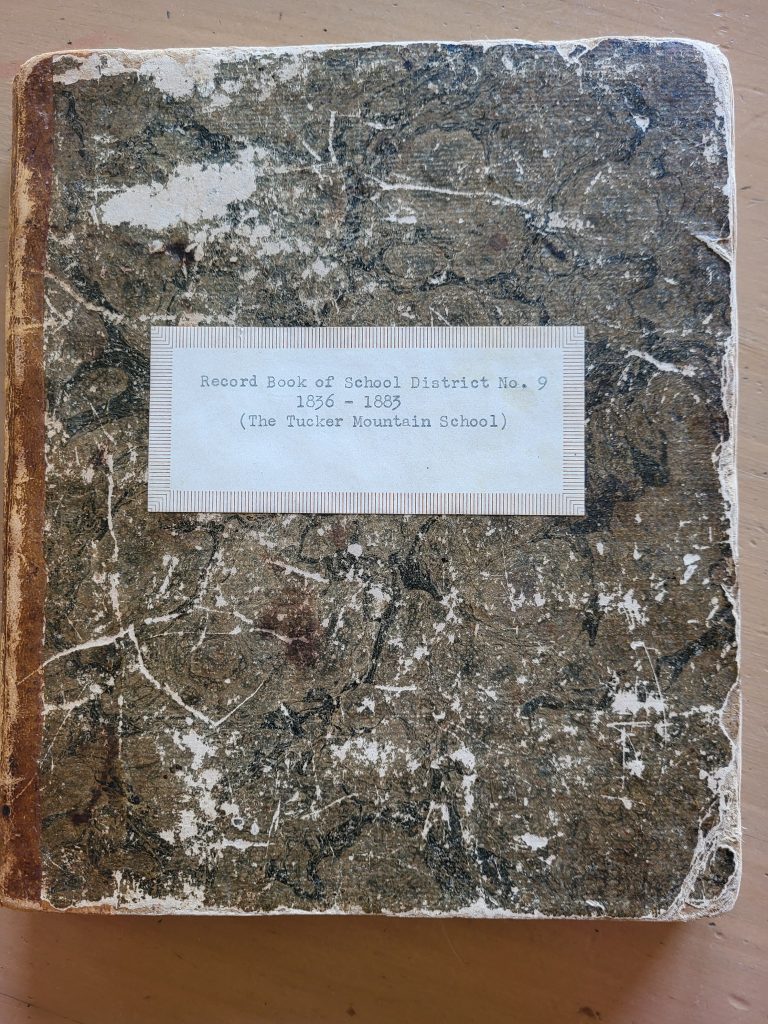 Record Book of School District No. 9
1836 - 1883
(The Tucker Mountain School)